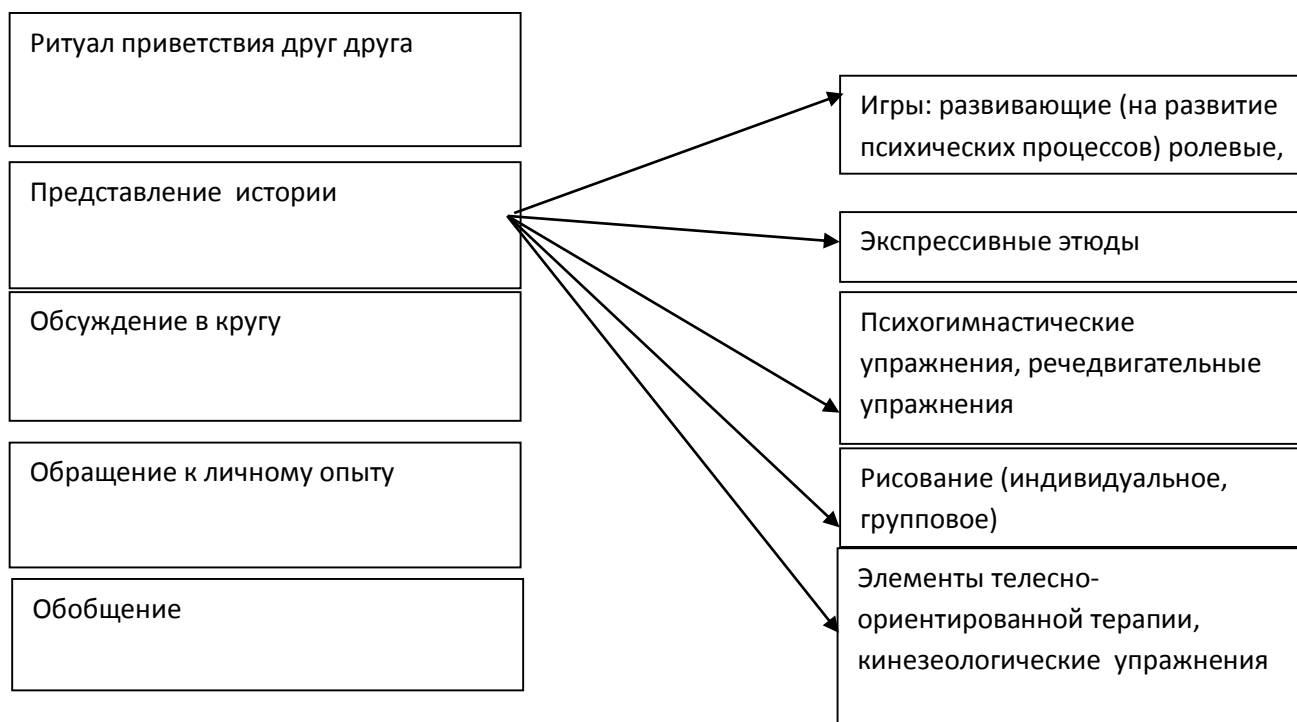 Ритуал приветствия друг друга
Представление истории
Обсуждение в кругу
Обращение к личному опыту
Обобщение
Игры: развивающие (на развитие
психических процессов) ролевые,
Экспрессивные этюды
Психогимнастические
упражнения, речедвигательные
упражнения
Рисование (индивидуальное,
групповое)
Элементы телесно-
ориентированной терапии,
кинезеологические упражнения